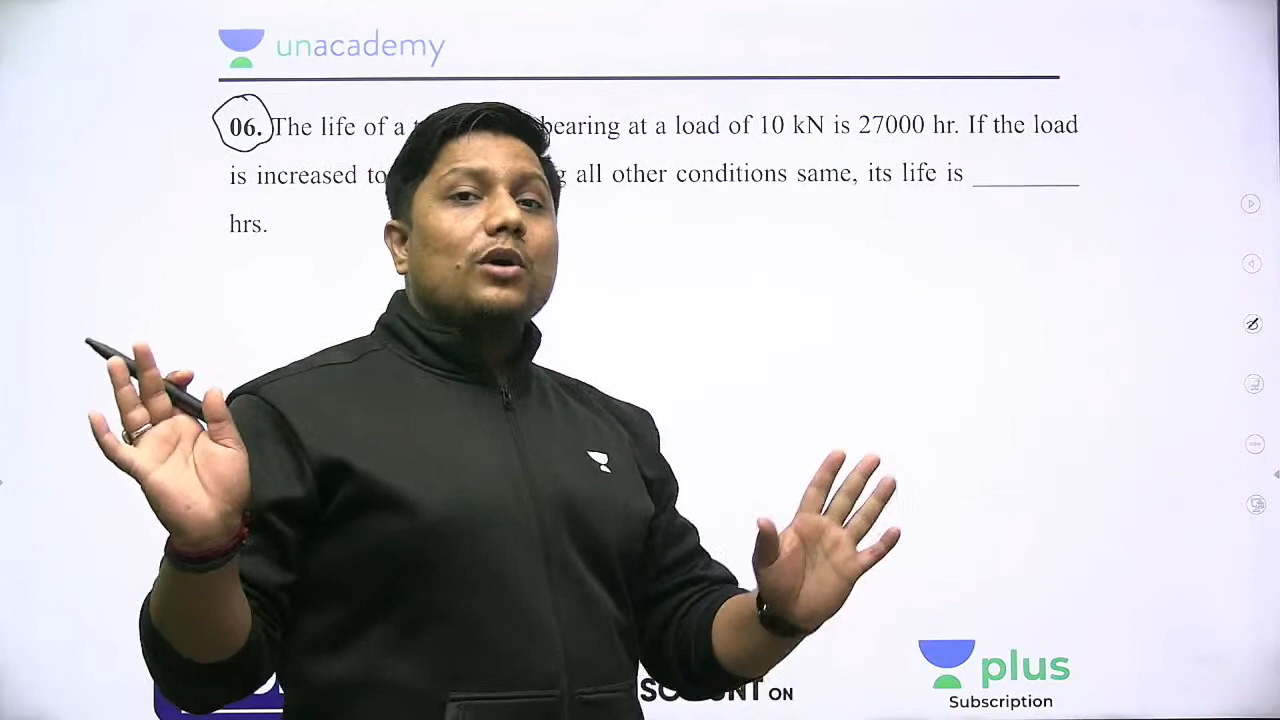 unacademy
06. The life of a bearing at a load of 10 kN is 27000 hr. If the load
is increased to all other conditions same, its life is ________
hrs.
plus
Subscription
ON